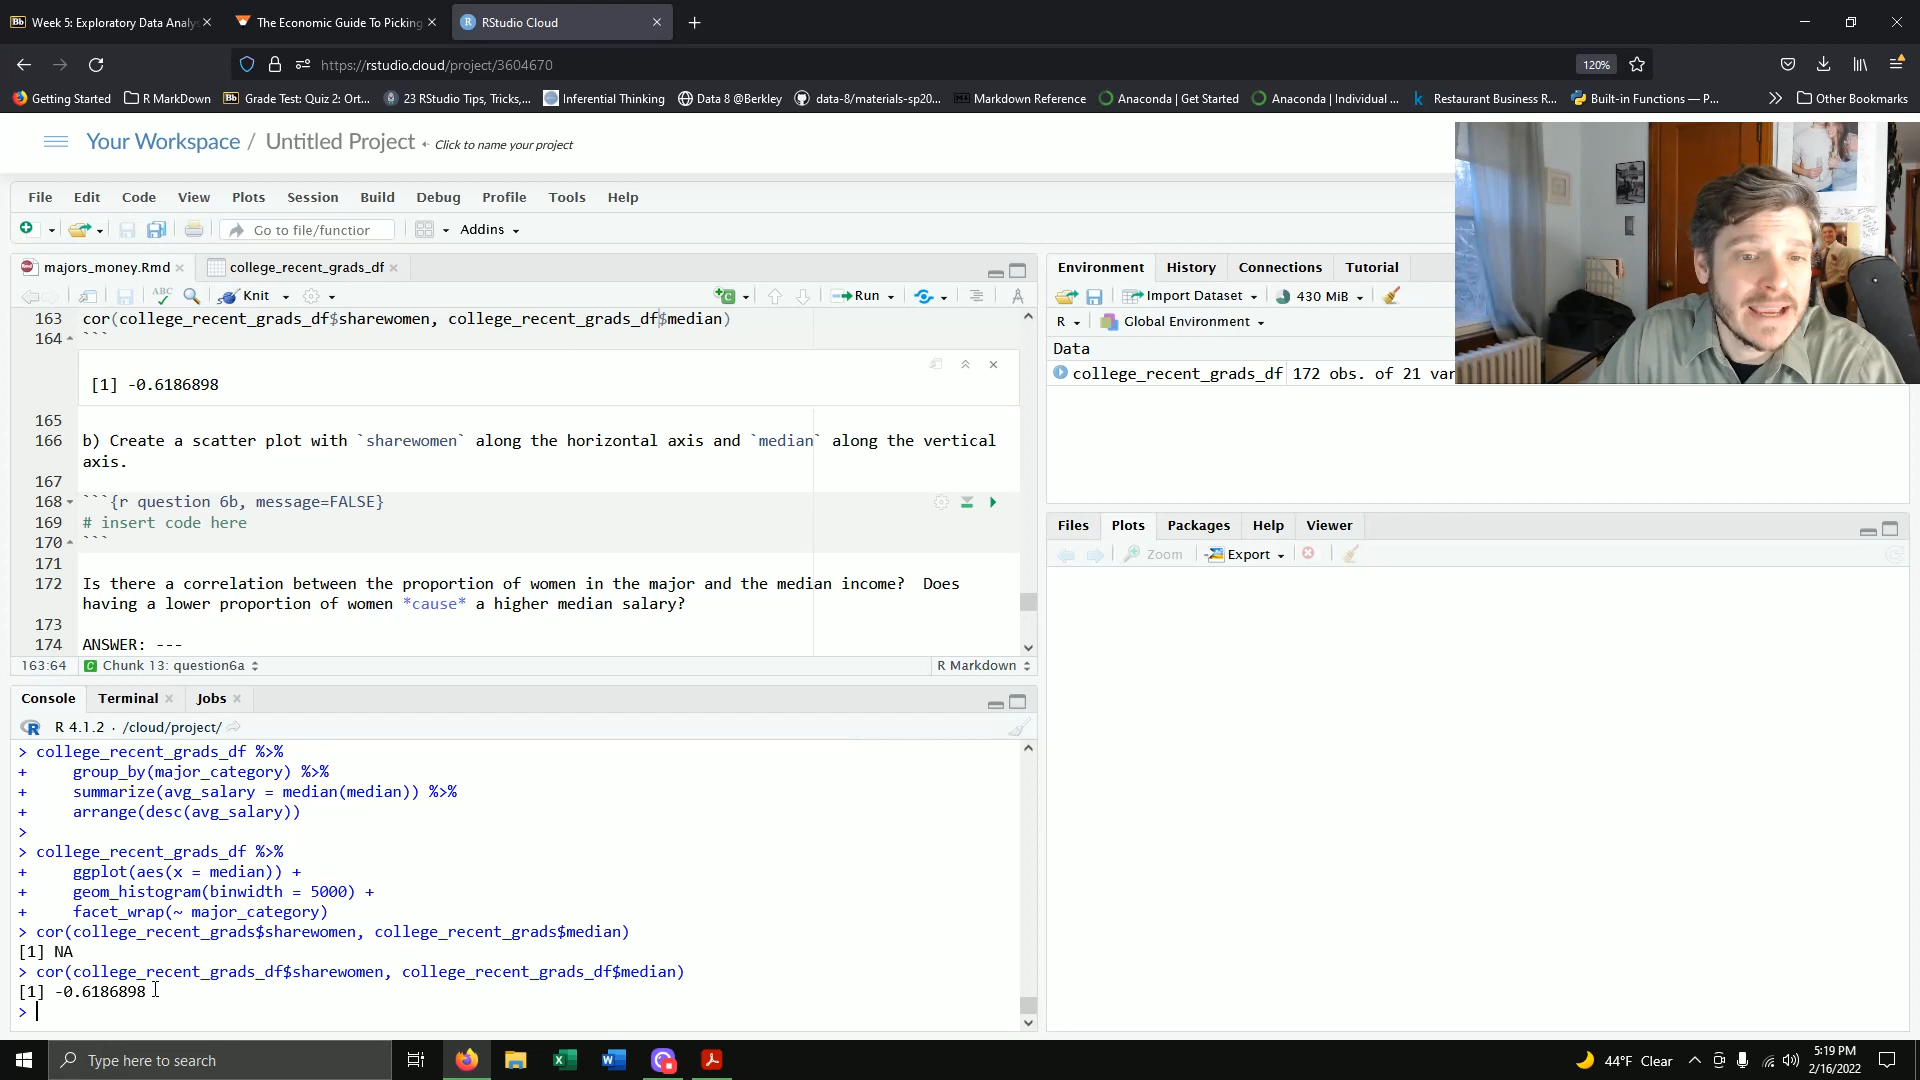 Week 5: Exploratory Data Analy
The Economic Guide To Picking
RStudio Cloud
https://rstudio.cloud/project/3604670
120%
Getting Started
R MarkDown
Grade Test: Quiz 2: Ort...
23 RStudio Tips, Tricks,...
Inferential Thinking
Data 8 @Berkley
data-8/materials-sp20...
Markdown Reference
Anaconda | Get Started
Anaconda | Individual ...
Restaurant Business R...
Built-in Functions — P...
Other Bookmarks
Your Workspace / Untitled Project Click to name your project
File Edit Code View Plots Session Build Debug Profile Tools Help
Go to file/function Addins
majors_money.Rmd college_recent_grads_df
ABC Knit Run
163 cor(college_recent_grads_df$sharewomen, college_recent_grads_df$median)
164 ```
[1] -0.6186898
165
166 b) Create a scatter plot with `sharewomen` along the horizontal axis and `median` along the vertical
axis.
167
168 ```{r question 6b, message=FALSE}
169 # insert code here
170 ```
171
172 Is there a correlation between the proportion of women in the major and the median income?  Does
having a lower proportion of women *cause* a higher median salary?
173
174 ANSWER: ---
163:64 Chunk 13: question6a R Markdown
Console Terminal Jobs
R 4.1.2 · /cloud/project/
> college_recent_grads_df %>%
+     group_by(major_category) %>%
+     summarize(avg_salary = median(median)) %>%
+     arrange(desc(avg_salary))
>
> college_recent_grads_df %>%
+     ggplot(aes(x = median)) +
+     geom_histogram(binwidth = 5000) +
+     facet_wrap(~ major_category)
> cor(college_recent_grads$sharewomen, college_recent_grads$median)
[1] NA
> cor(college_recent_grads_df$sharewomen, college_recent_grads_df$median)
[1] -0.6186898
>
Environment History Connections Tutorial
Import Dataset 430 MiB
R Global Environment
Data
college_recent_grads_df 172 obs. of 21 var
Files Plots Packages Help Viewer
Zoom Export
Type here to search
44°F Clear
5:19 PM
2/16/2022